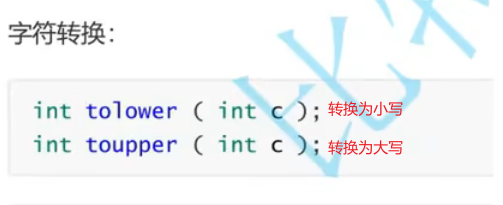 字符转换：
int tolower ( int c ); 转换为小写
int toupper ( int c ); 转换为大写